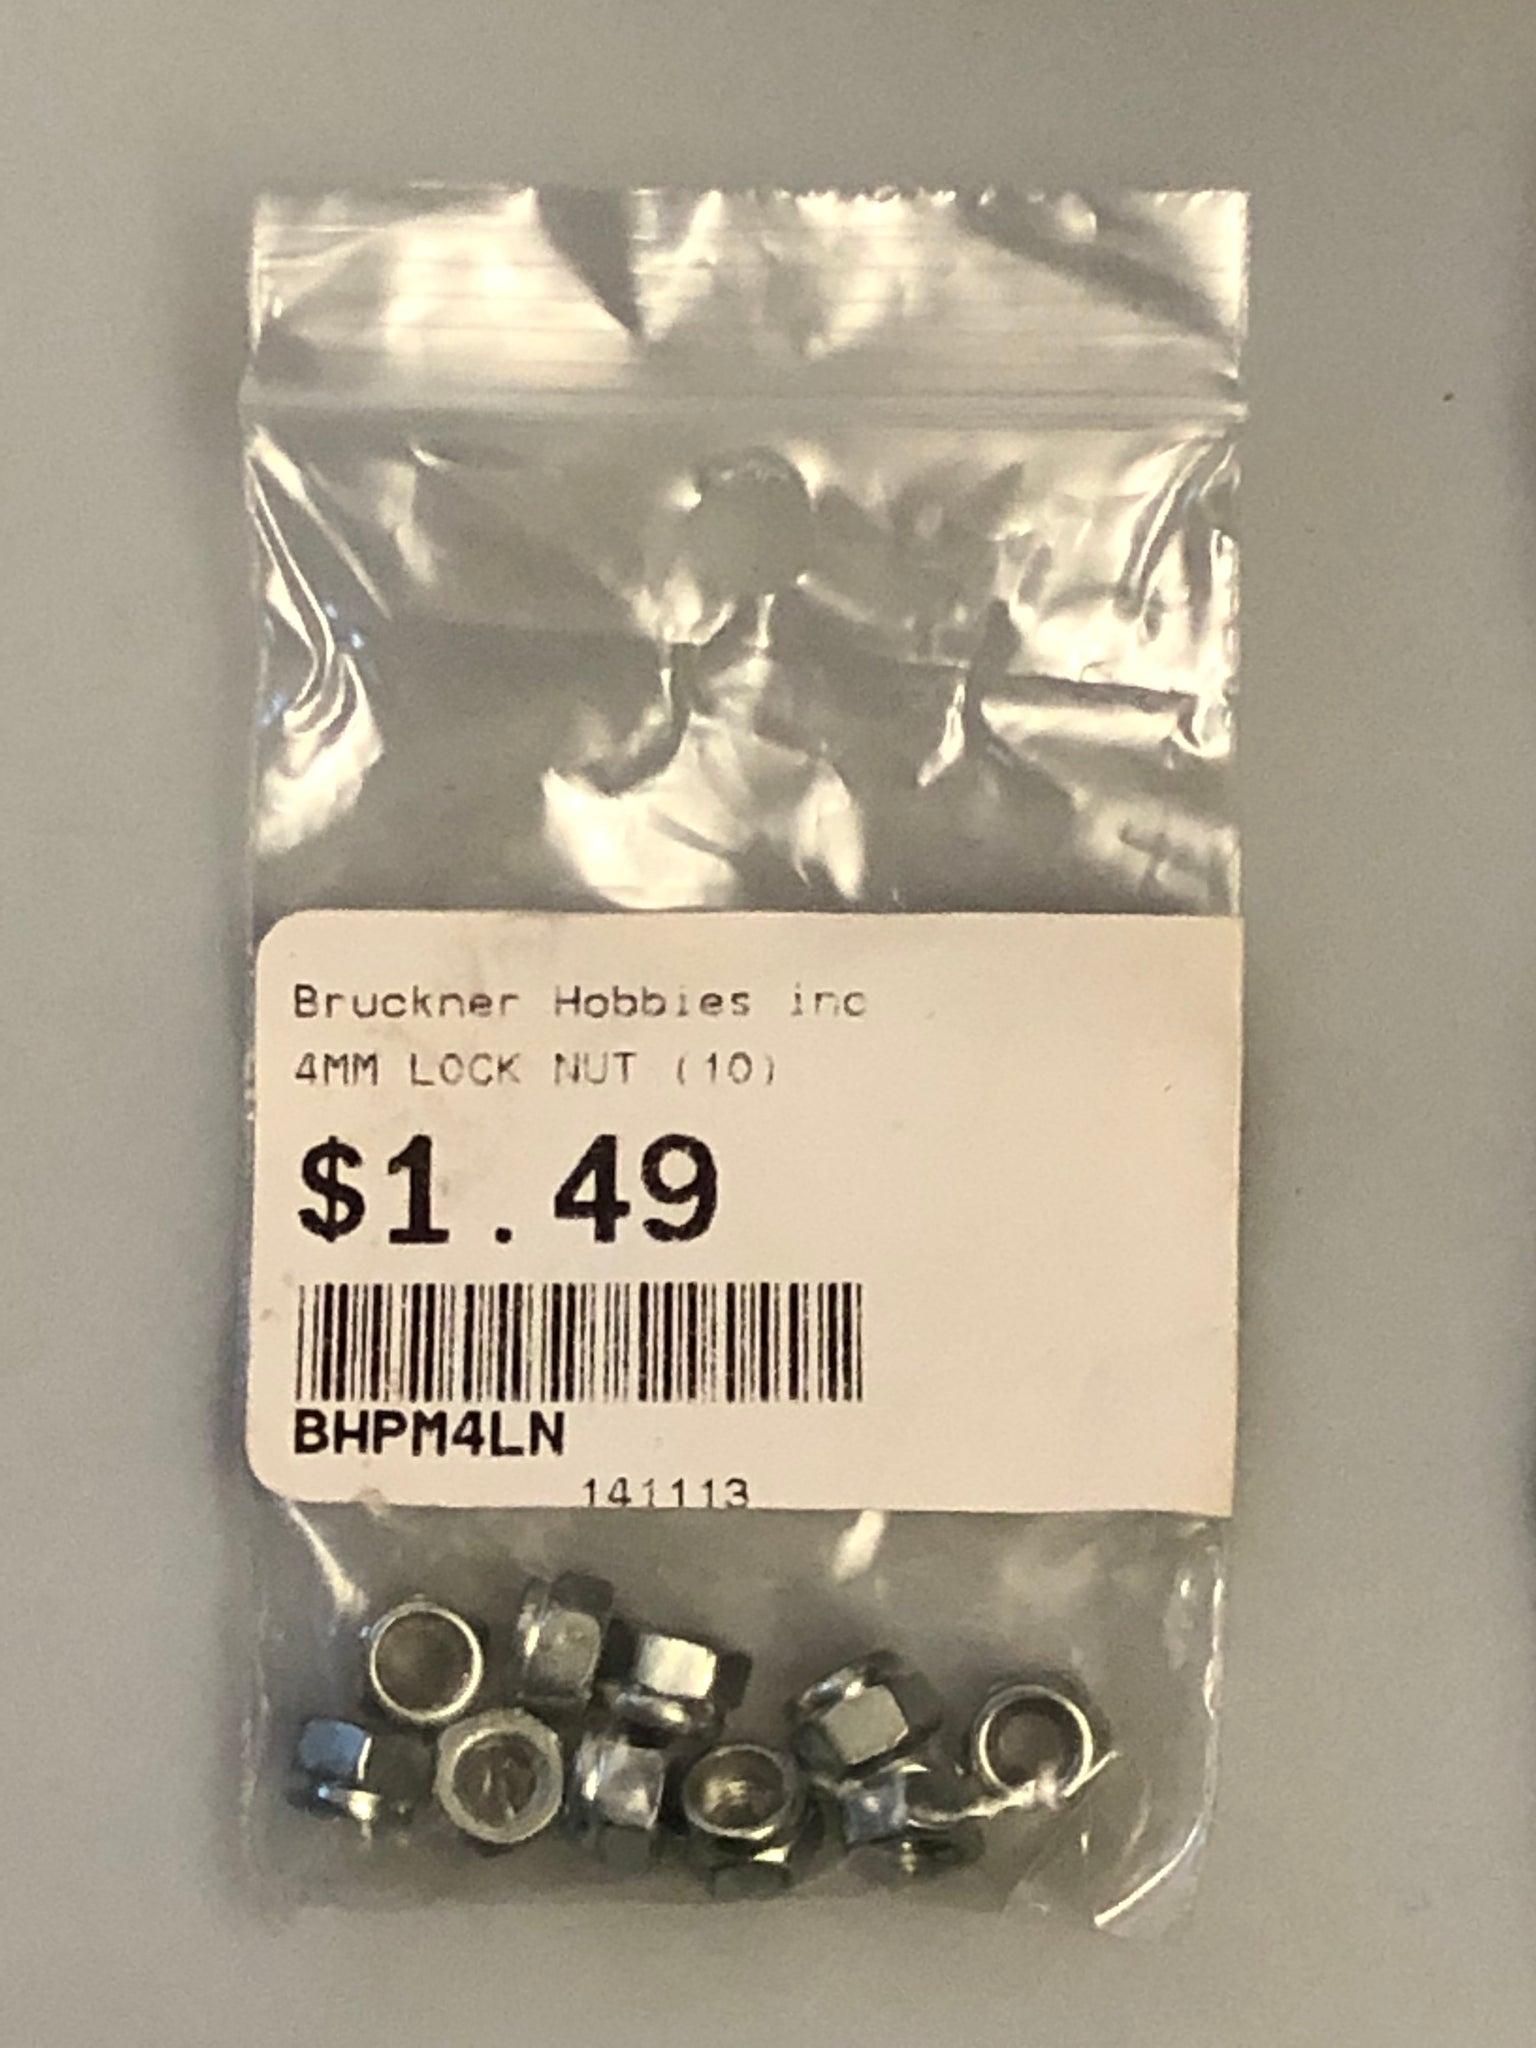 Bruckner Hobbies inc
4MM LOCK NUT (10)
$1.49
BHPM4LN
141113